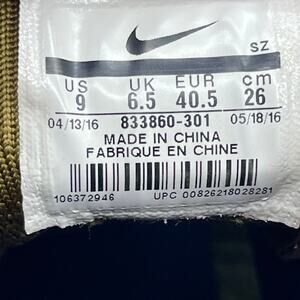 SZ
US UK EUR cm
9 6.5 40.5 26
04/13/16 833860-301 05/18/16
MADE IN CHINA
FABRIQUE EN CHINE
106372946 UPC 00826218028281